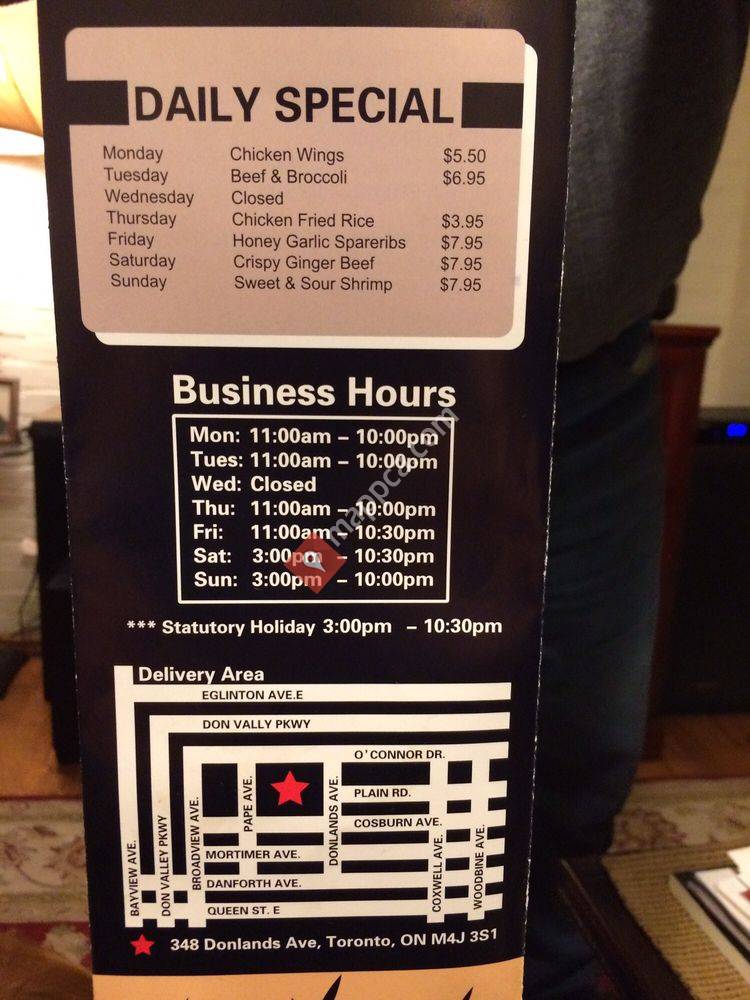 DAILY SPECIAL
Monday Chicken Wings $5.50
Tuesday Beef & Broccoli $6.95
Wednesday Closed
Thursday Chicken Fried Rice $3.95
Friday Honey Garlic Spareribs $7.95
Saturday Crispy Ginger Beef $7.95
Sunday Sweet & Sour Shrimp $7.95
Business Hours
Mon: 11:00am – 10:00pm
Tues: 11:00am – 10:00pm
Wed: Closed
Thu: 11:00am – 10:00pm
Fri: 11:00am – 10:30pm
Sat: 3:00pm – 10:30pm
Sun: 3:00pm – 10:00pm
mappca.com
*** Statutory Holiday 3:00pm – 10:30pm
Delivery Area
EGLINTON AVE.E
DON VALLY PKWY
O'CONNOR DR.
PLAIN RD.
COSBURN AVE.
MORTIMER AVE.
DANFORTH AVE.
QUEEN ST. E
BAYVIEW AVE.
DON VALLEY PKWY
BROADVIEW AVE.
PAPE AVE.
DONLANDS AVE.
COXWELL AVE.
WOODBINE AVE.
348 Donlands Ave, Toronto, ON M4J 3S1